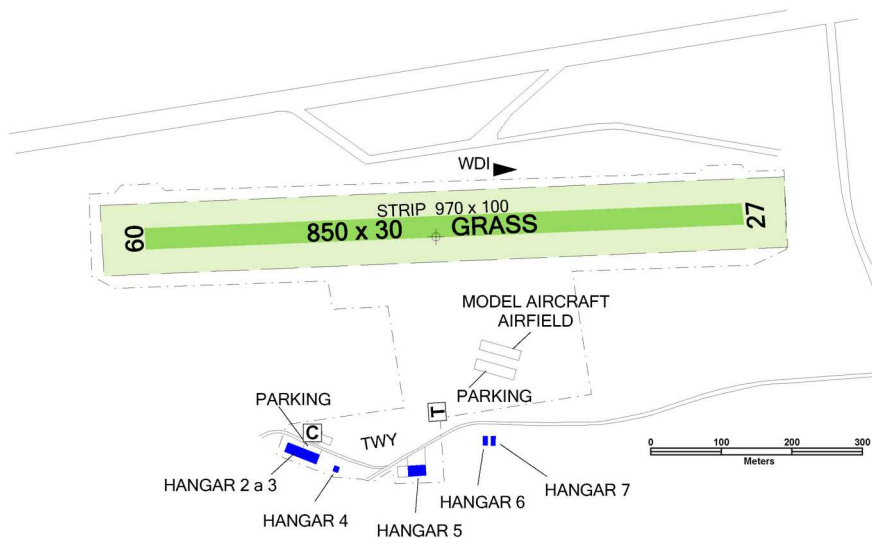 WDI
STRIP 970 x 100
850 x 30 GRASS
09
27
MODEL AIRCRAFT
AIRFIELD
PARKING
PARKING
C
T
TWY
HANGAR 2 a 3
HANGAR 4
HANGAR 5
HANGAR 6
HANGAR 7
0 100 200 300
Meters